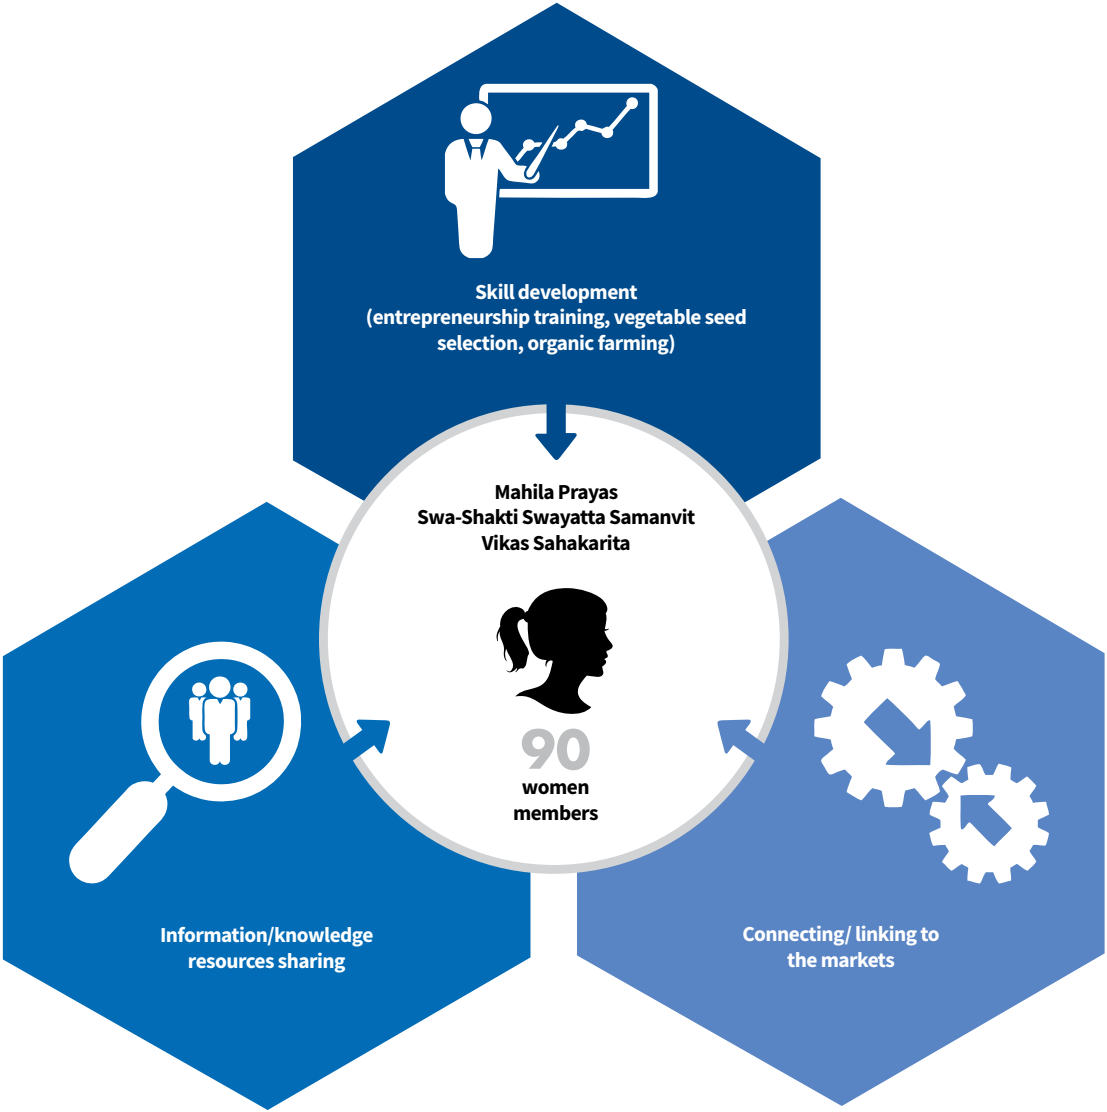 Skill development
(entrepreneurship training, vegetable seed
selection, organic farming)
Mahila Prayas
Swa-Shakti Swayatta Samanvit
Vikas Sahakarita
90
women
members
Information/knowledge
resources sharing
Connecting/ linking to
the markets